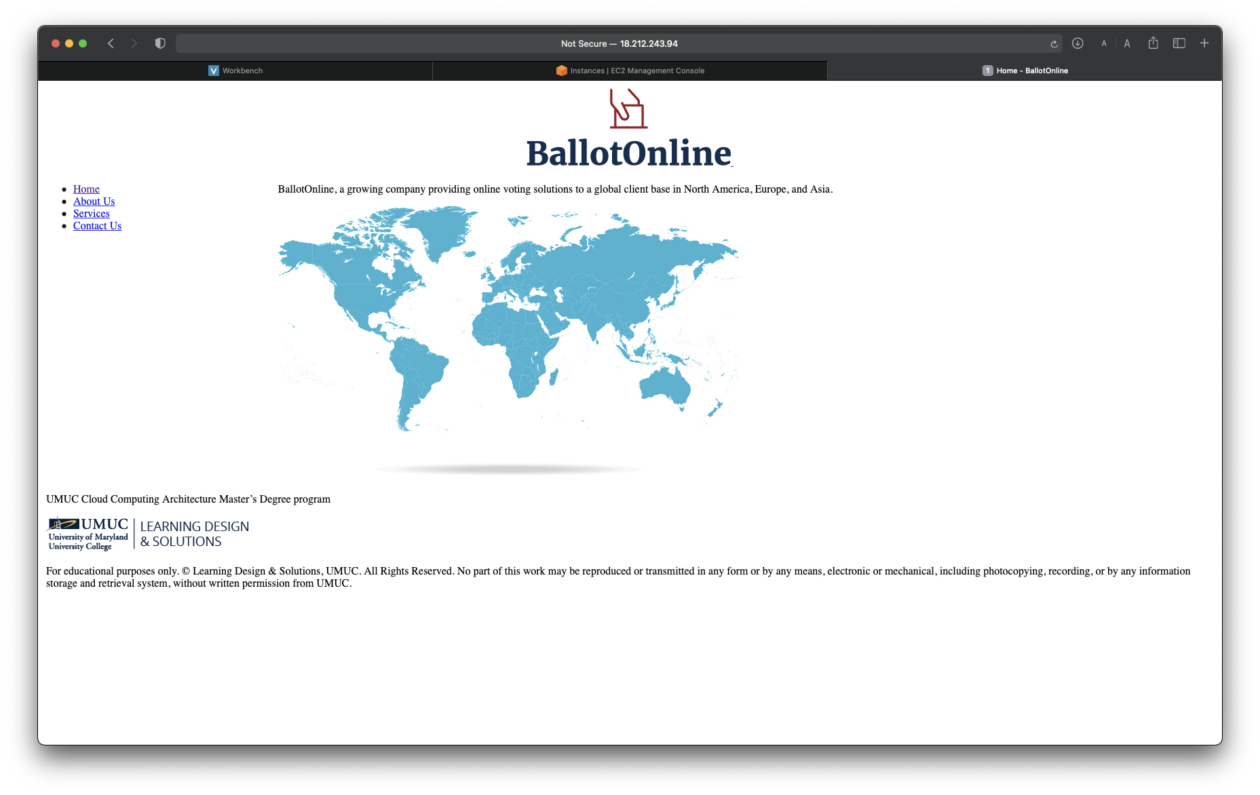 Not Secure — 18.212.243.94
A A
V Workbench
Instances | EC2 Management Console
1 Home - BallotOnline
BallotOnline
Home
About Us
Services
Contact Us
BallotOnline, a growing company providing online voting solutions to a global client base in North America, Europe, and Asia.
UMUC Cloud Computing Architecture Master’s Degree program
UMUC
University of Maryland
University College
LEARNING DESIGN
& SOLUTIONS
For educational purposes only. © Learning Design & Solutions, UMUC. All Rights Reserved. No part of this work may be reproduced or transmitted in any form or by any means, electronic or mechanical, including photocopying, recording, or by any information
storage and retrieval system, without written permission from UMUC.